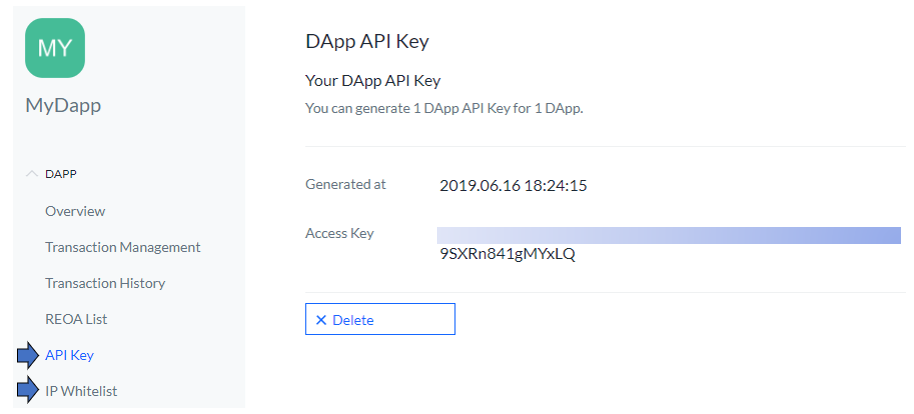 MY
MyDapp
DAPP
Overview
Transaction Management
Transaction History
REOA List
API Key
IP Whitelist
DApp API Key
Your DApp API Key
You can generate 1 DApp API Key for 1 DApp.
Generated at 2019.06.16 18:24:15
Access Key
9SXRn841gMYxLQ
Delete